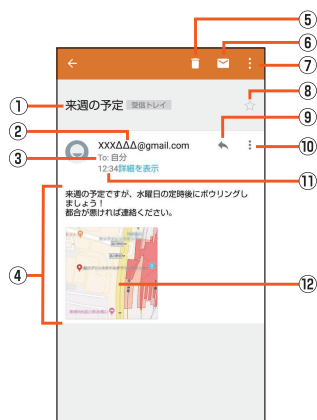 ⑤
⑥
⑦
⑧
① 来週の予定 受信トレイ
② ⑨
XXXΔΔΔ@gmail.com
③ To: 自分 ⑩
12:34詳細を表示 ⑪
来週の予定ですが、水曜日の定時後にボウリングし
ましょう！
都合が悪ければ連絡ください。
④
⑫